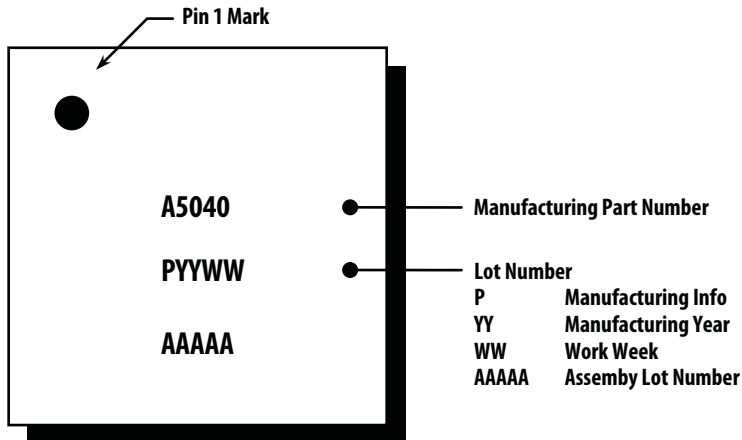 Pin 1 Mark
A5040
Manufacturing Part Number
PYYWW
Lot Number
P Manufacturing Info
YY Manufacturing Year
WW Work Week
AAAAA
AAAAA Assemby Lot Number